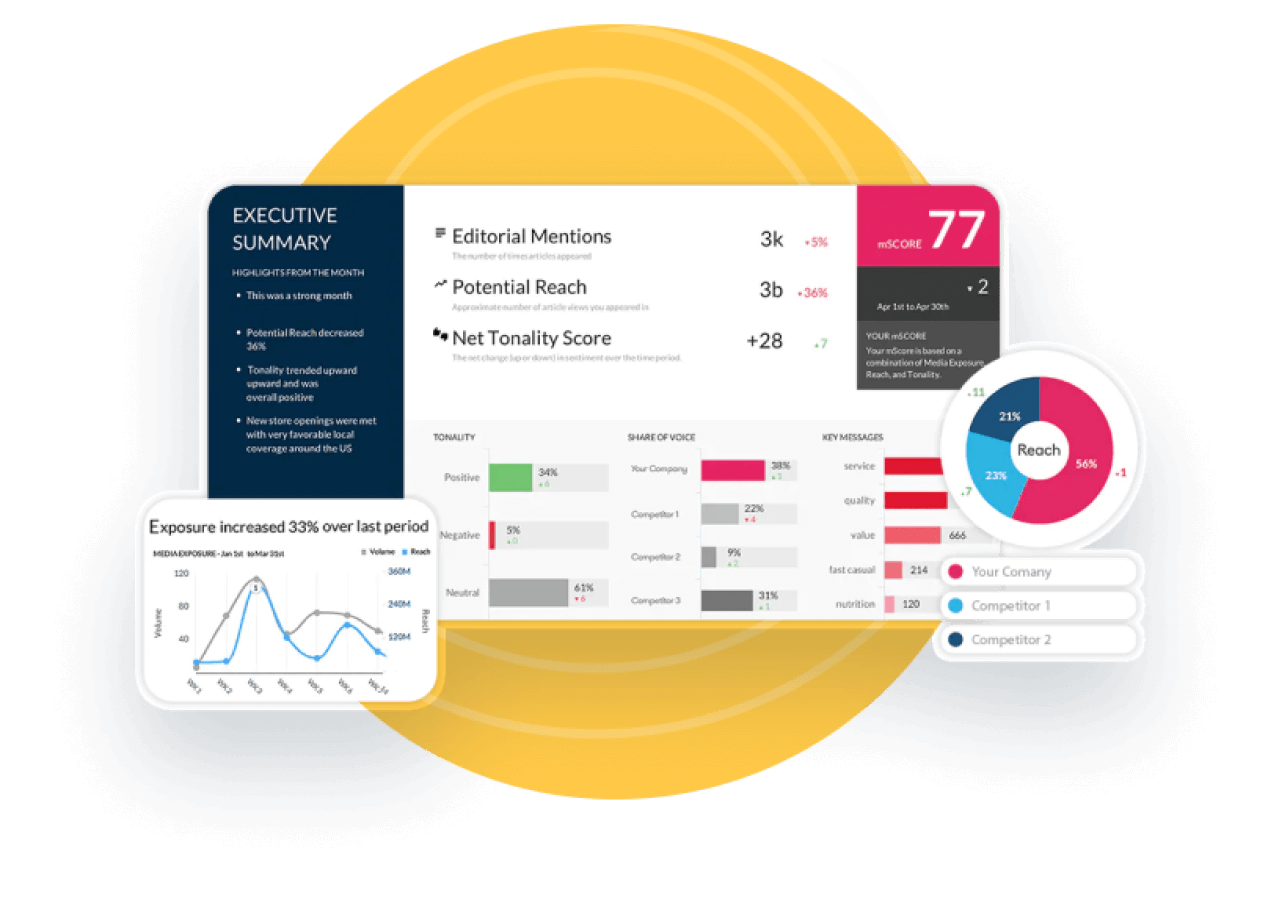 EXECUTIVE
SUMMARY
HIGHLIGHTS FROM THE MONTH
• This was a strong month
• Potential Reach decreased
36%
• Tonality trended upward
upward and was
overall positive
• New store openings were met
with very favorable local
coverage around the US
Editorial Mentions 3k ▾5%
The number of times articles appeared
Potential Reach 3b ▾36%
Approximate number of article views you appeared in
Net Tonality Score +28 ▴7
The net change (up or down) in sentiment over the time period.
mSCORE 77
▾ 2
Apr 1st to Apr 30th
YOUR mSCORE
Your mScore is based on a
combination of Media Exposure,
Reach, and Tonality.
TONALITY
Positive 34%
▴6
Negative 5%
▴0
Neutral 61%
▾6
SHARE OF VOICE
Your Company 38%
▴5
Competitor 1 22%
▾4
Competitor 2 9%
▴2
Competitor 3 31%
▴1
KEY MESSAGES
service
quality
value 666
fast casual 214
nutrition 120
▴11
21%
Reach
56%
23%
▴7
▴1
Your Comany
Competitor 1
Competitor 2
Exposure increased 33% over last period
MEDIA EXPOSURE - Jan 1st to Mar 31st
Volume Reach
120 360M
80 240M
40 120M
Volume
Reach
1
WK1 WK2 WK3 WK4 WK5 WK6